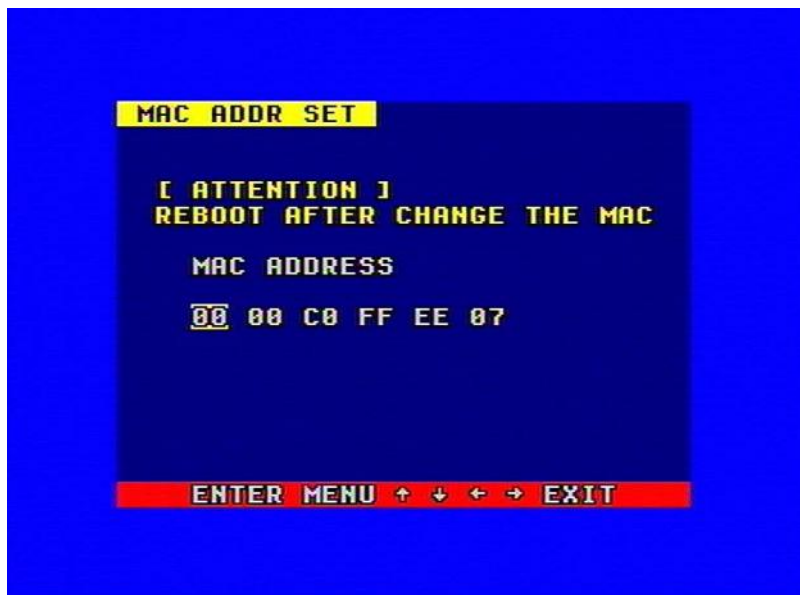 MAC ADDR SET
[ ATTENTION ]
REBOOT AFTER CHANGE THE MAC
MAC ADDRESS
00 00 C0 FF EE 07
ENTER MENU ↑ ↓ ← → EXIT